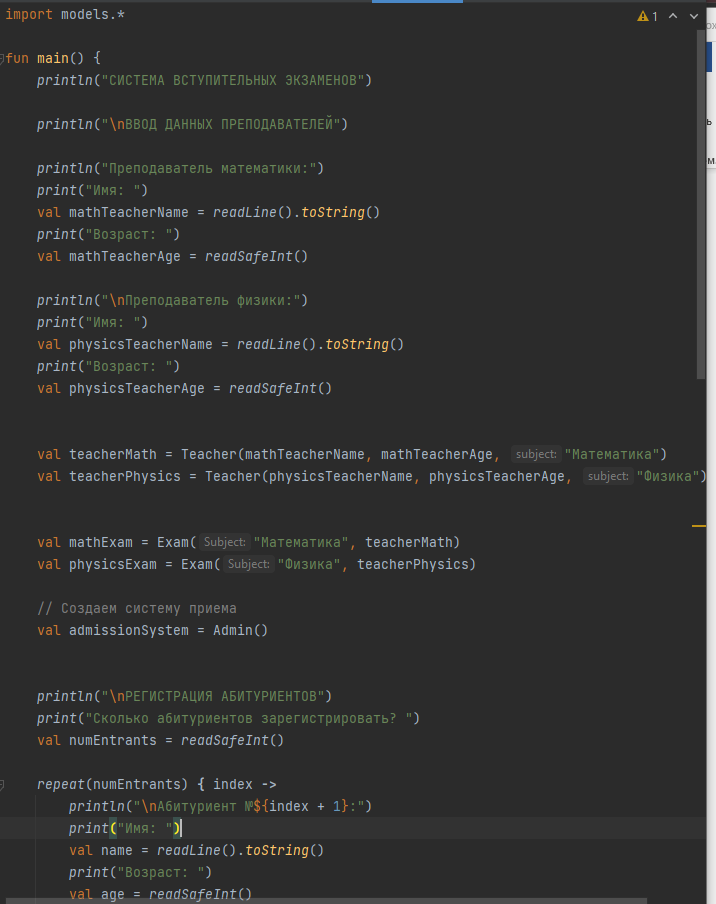 import models.*
1
fun main() {
println("СИСТЕМА ВСТУПИТЕЛЬНЫХ ЭКЗАМЕНОВ")
println("\nВВОД ДАННЫХ ПРЕПОДАВАТЕЛЕЙ")
println("Преподаватель математики:")
print("Имя: ")
val mathTeacherName = readLine().toString()
print("Возраст: ")
val mathTeacherAge = readSafeInt()
println("\nПреподаватель физики:")
print("Имя: ")
val physicsTeacherName = readLine().toString()
print("Возраст: ")
val physicsTeacherAge = readSafeInt()
val teacherMath = Teacher(mathTeacherName, mathTeacherAge, subject: "Математика")
val teacherPhysics = Teacher(physicsTeacherName, physicsTeacherAge, subject: "Физика")
val mathExam = Exam( Subject: "Математика", teacherMath)
val physicsExam = Exam( Subject: "Физика", teacherPhysics)
// Создаем систему приема
val admissionSystem = Admin()
println("\nРЕГИСТРАЦИЯ АБИТУРИЕНТОВ")
print("Сколько абитуриентов зарегистрировать? ")
val numEntrants = readSafeInt()
repeat(numEntrants) { index ->
println("\nАбитуриент №${index + 1}:")
print("Имя: ")
val name = readLine().toString()
print("Возраст: ")
val age = readSafeInt()